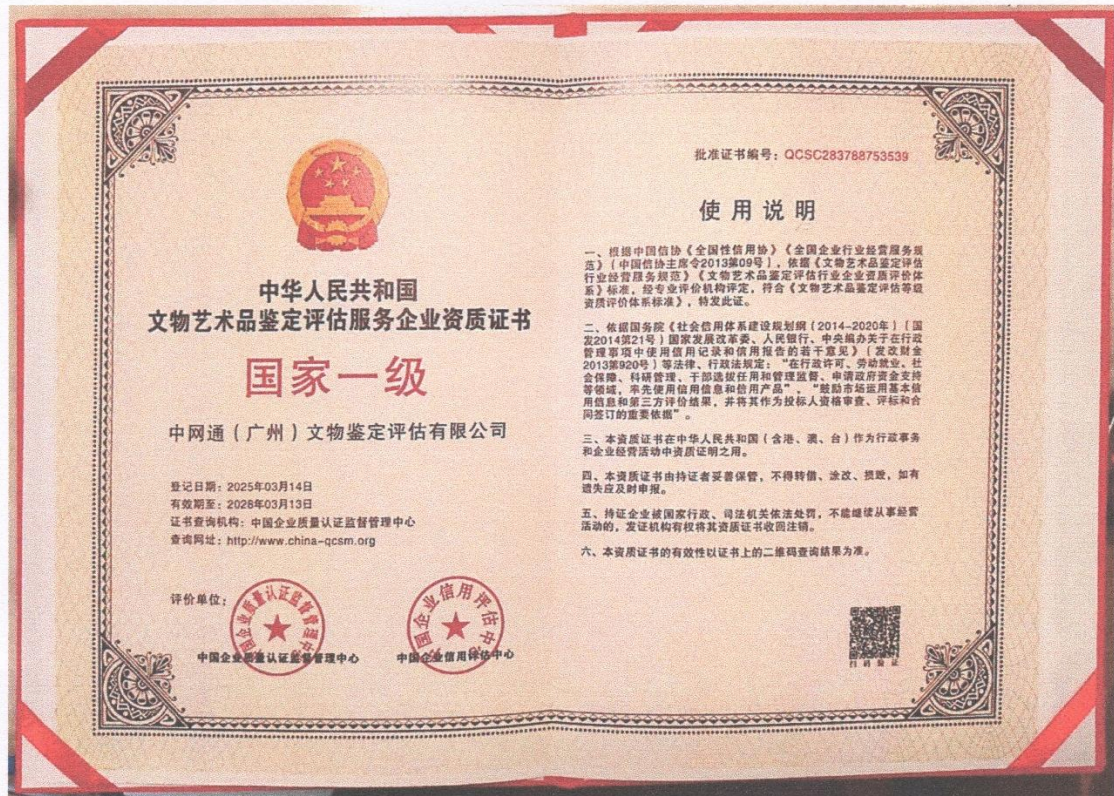 中华人民共和国
文物艺术品鉴定评估服务企业资质证书
国家一级
中网通（广州）文物鉴定评估有限公司
登记日期：2025年03月14日
有效期至：2028年03月13日
证书查询机构：中国企业质量认证监督管理中心
查询网址：http://www.china-qcsm.org
评价单位：
中国企业质量认证监督管理中心
中国企业信用评估中心
批准证书编号：QCSC283788753539
使用说明
一、根据中国信协《全国性信用协》《全国企业行业经营服务规
范》（中国信协主席令2013第09号），依据《文物艺术品鉴定评估
行业经营服务规范》《文物艺术品鉴定评估行业企业资质评价体
系》标准，经专业评价机构评定，符合《文物艺术品鉴定评估等级
资质评价体系标准》，特发此证。
二、依据国务院《社会信用体系建设规划纲（2014-2020年）（国
发2014第21号）国家发展改革委、人民银行、中央编办关于在行政
管理事项中使用信用记录和信用报告的若干意见》（发改财金
2013第920号）等法律、行政法规定：“在行政许可、劳动就业、社
会保障、科研管理、干部选拔任用和管理监督、申请政府资金支持
等领域，率先使用信用信息和信用产品”，“鼓励市场运用基本信
用信息和第三方评价结果，并将其作为投标人资格审查、评标和合
同签订的重要依据”。
三、本资质证书在中华人民共和国（含港、澳、台）作为行政事务
和企业经营活动中资质证明之用。
四、本资质证书由持证者妥善保管，不得转借、涂改、损毁，如有
遗失应及时申报。
五、持证企业被国家行政、司法机关依法处罚，不能继续从事经营
活动的，发证机构有权将其资质证书收回注销。
六、本资质证书的有效性以证书上的二维码查询结果为准。
扫码验证